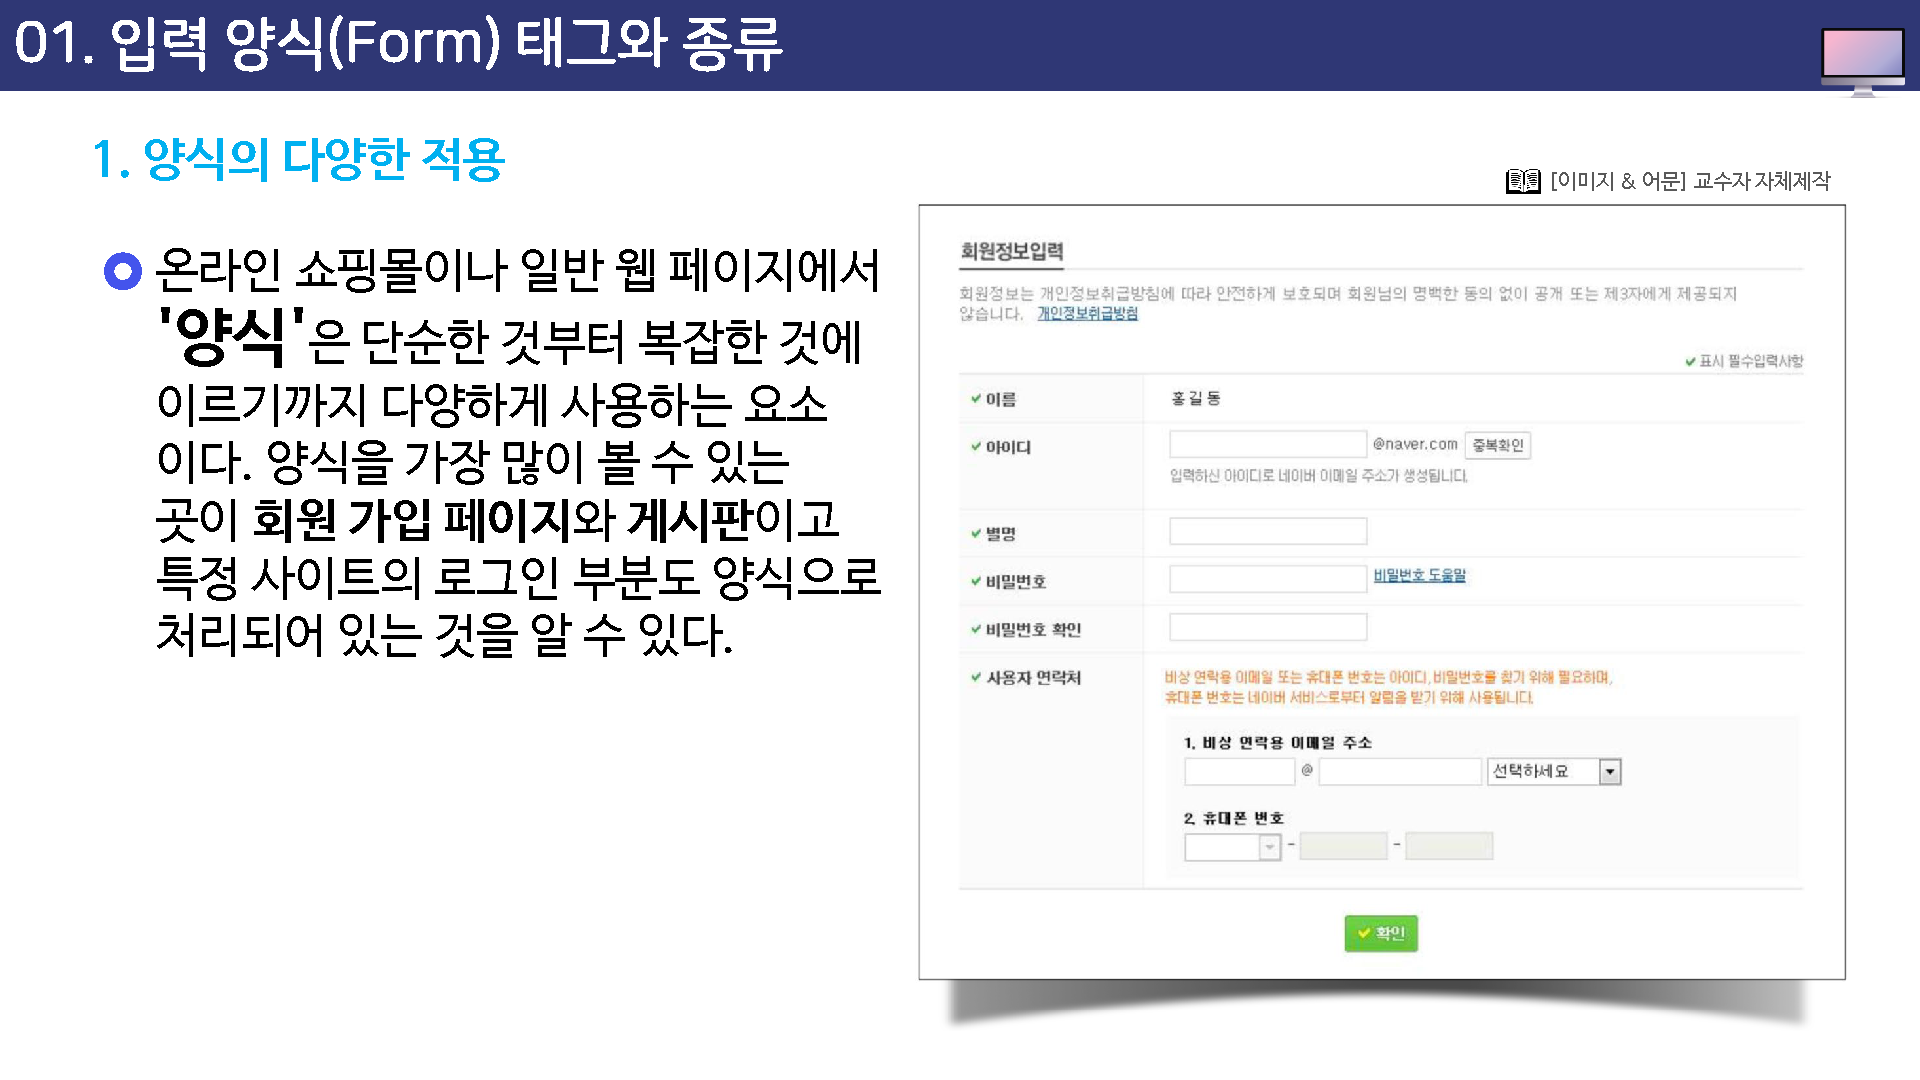 01. 입력 양식(Form) 태그와 종류
1. 양식의 다양한 적용
[이미지 & 어문] 교수자 자체제작
온라인 쇼핑몰이나 일반 웹 페이지에서
'양식'은 단순한 것부터 복잡한 것에
이르기까지 다양하게 사용하는 요소
이다. 양식을 가장 많이 볼 수 있는
곳이 회원 가입 페이지와 게시판이고
특정 사이트의 로그인 부분도 양식으로
처리되어 있는 것을 알 수 있다.
회원정보입력
회원정보는 개인정보취급방침에 따라 안전하게 보호되며 회원님의 명백한 동의 없이 공개 또는 제3자에게 제공되지
않습니다. 개인정보취급방침
표시 필수입력사항
이름 홍길동
아이디 @naver.com 중복확인
입력하신 아이디로 네이버 이메일 주소가 생성됩니다.
별명
비밀번호 비밀번호 도움말
비밀번호 확인
사용자 연락처 비상 연락용 이메일 또는 휴대폰 번호는 아이디, 비밀번호를 찾기 위해 필요하며,
휴대폰 번호는 네이버 서비스로부터 알림을 받기 위해 사용됩니다.
1. 비상 연락용 이메일 주소
@ 선택하세요
2. 휴대폰 번호
- -
확인